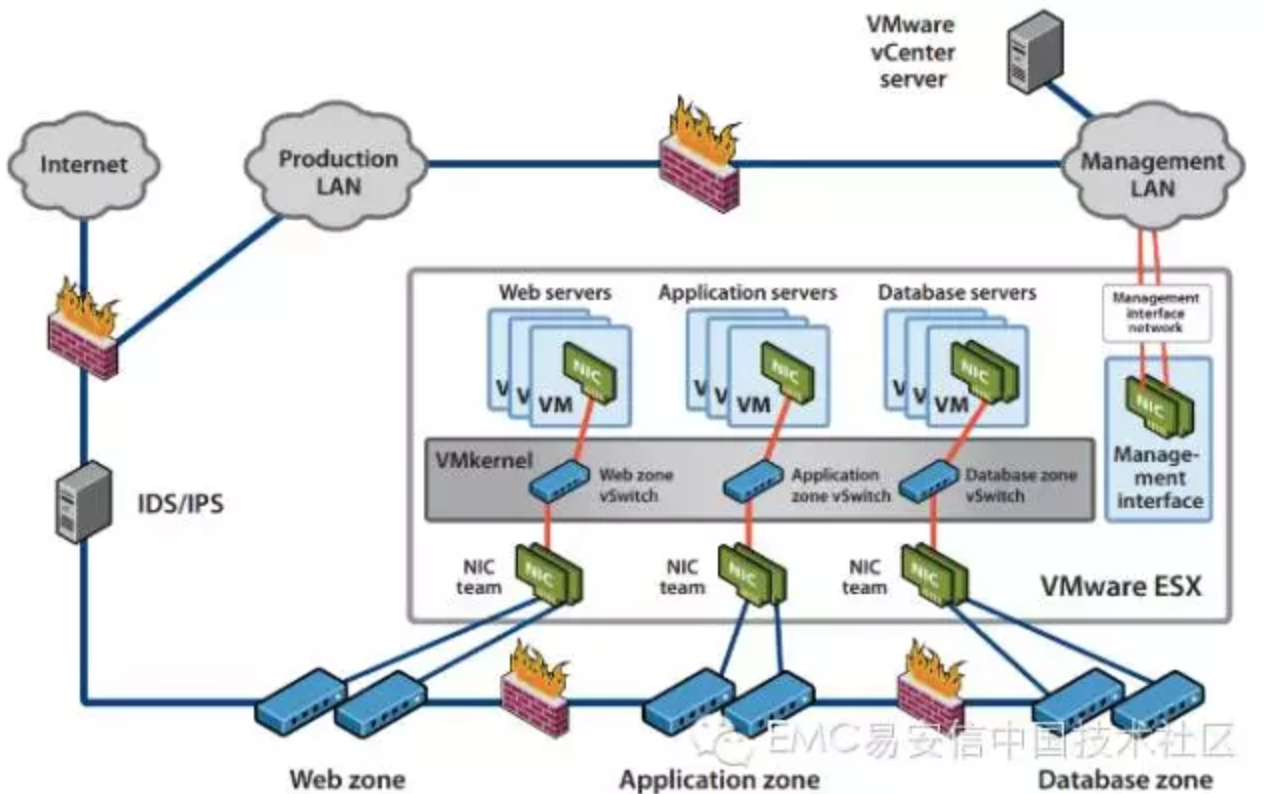 VMware
vCenter
server
Internet
Production
LAN
Management
LAN
Web servers
Application servers
Database servers
Management
interface
network
NIC
V
V
VM
NIC
V
V
VM
NIC
V
V
VM
NIC
Manage-
ment
interface
VMkernel
Web zone
vSwitch
Application
zone vSwitch
Database zone
vSwitch
IDS/IPS
NIC
team
NIC
NIC
team
NIC
NIC
team
NIC
VMware ESX
EMC易安信中国技术社区
Web zone
Application zone
Database zone